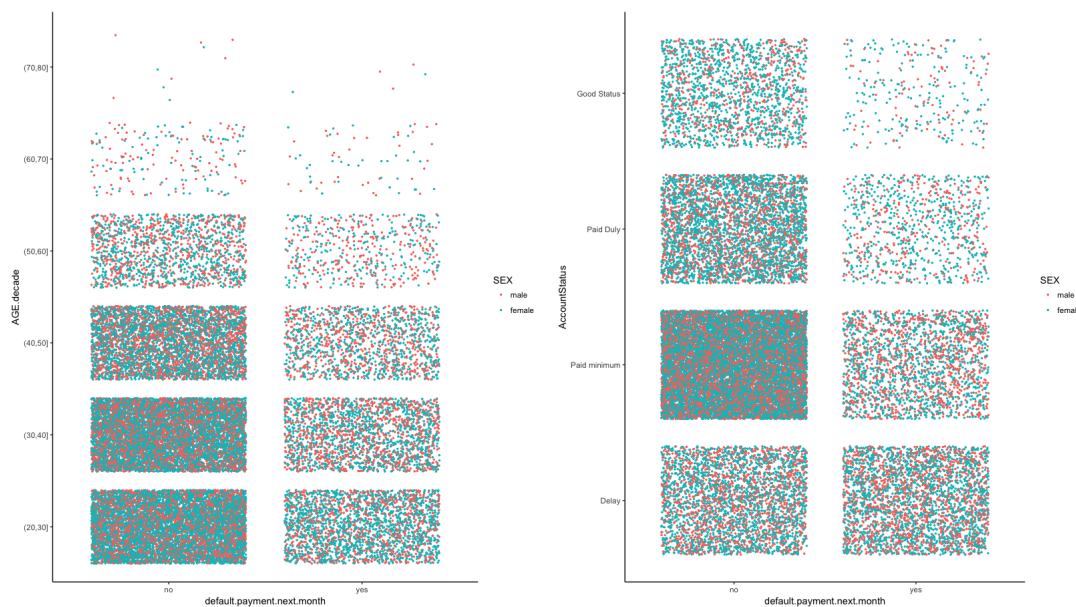 (70,80]
(60,70]
(50,60]
(40,50]
(30,40]
(20,30]
AGE.decade
no
yes
default.payment.next.month
SEX
male
female
Good Status
Paid Duly
Paid minimum
Delay
AccountStatus
no
yes
default.payment.next.month
SEX
male
female